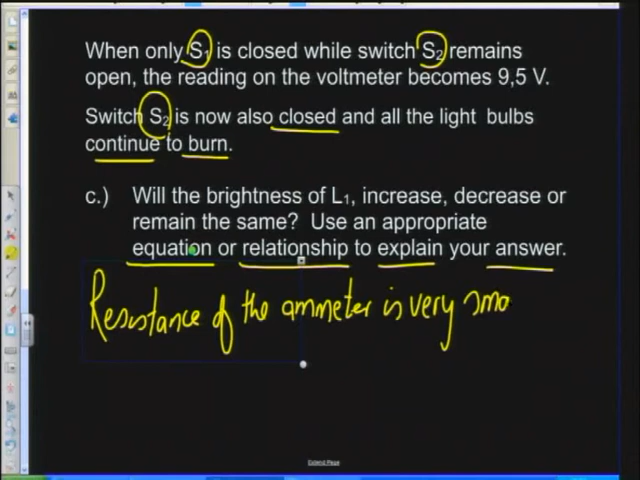 When only S1 is closed while switch S2 remains
open, the reading on the voltmeter becomes 9,5 V.
Switch S2 is now also closed and all the light bulbs
continue to burn.
c.) Will the brightness of L1, increase, decrease or
remain the same? Use an appropriate
equation or relationship to explain your answer.
Resistance of the ammeter is very sma
Extend Page